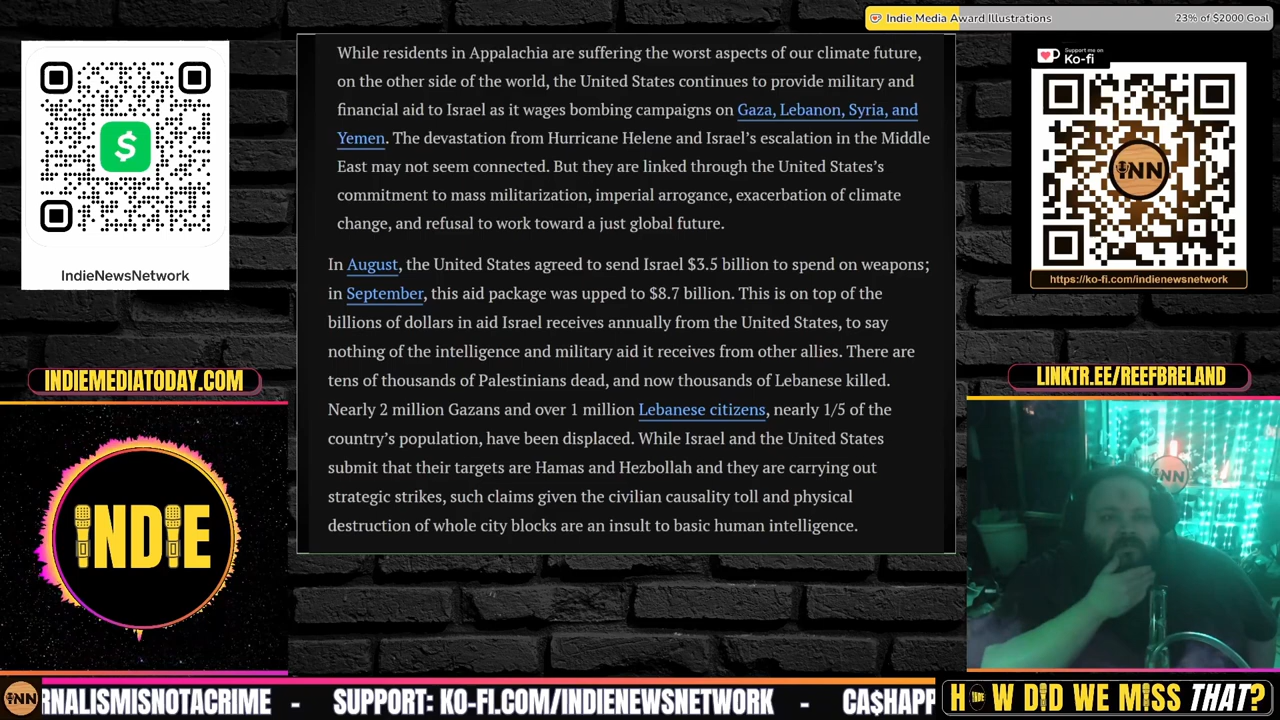 Indie Media Award Illustrations
23% of $2000 Goal
IndieNewsNetwork
INDIEMEDIATODAY.COM
INDIE
While residents in Appalachia are suffering the worst aspects of our climate future,
on the other side of the world, the United States continues to provide military and
financial aid to Israel as it wages bombing campaigns on Gaza, Lebanon, Syria, and
Yemen. The devastation from Hurricane Helene and Israel’s escalation in the Middle
East may not seem connected. But they are linked through the United States’s
commitment to mass militarization, imperial arrogance, exacerbation of climate
change, and refusal to work toward a just global future.
In August, the United States agreed to send Israel $3.5 billion to spend on weapons;
in September, this aid package was upped to $8.7 billion. This is on top of the
billions of dollars in aid Israel receives annually from the United States, to say
nothing of the intelligence and military aid it receives from other allies. There are
tens of thousands of Palestinians dead, and now thousands of Lebanese killed.
Nearly 2 million Gazans and over 1 million Lebanese citizens, nearly 1/5 of the
country’s population, have been displaced. While Israel and the United States
submit that their targets are Hamas and Hezbollah and they are carrying out
strategic strikes, such claims given the civilian causality toll and physical
destruction of whole city blocks are an insult to basic human intelligence.
Support me on
Ko-fi
INN
https://ko-fi.com/indienewsnetwork
LINKTR.EE/REEFBRELAND
INN
INN
RNALISMISNOTACRIME - SUPPORT: KO-FI.COM/INDIENEWSNETWORK - CA$HAPP
HOW DID WE MISS THAT?